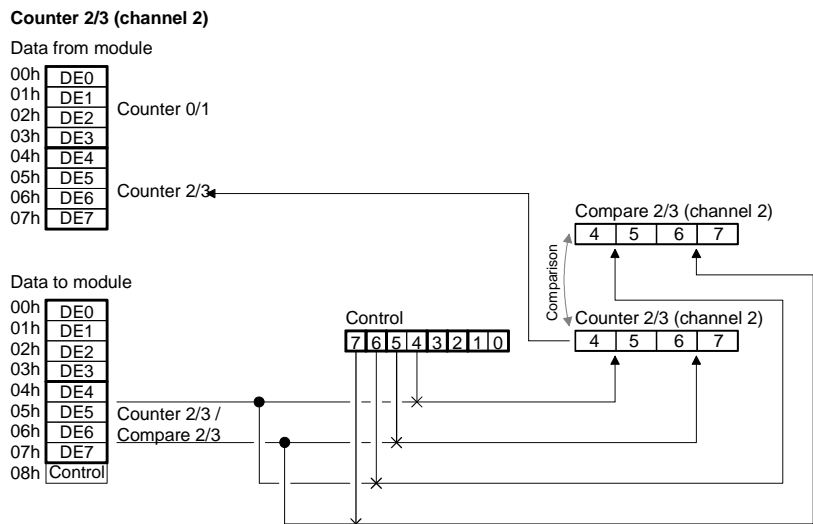 Counter 2/3 (channel 2)
Data from module
00h DE0
01h DE1
02h DE2
03h DE3
Counter 0/1
04h DE4
05h DE5
06h DE6
07h DE7
Counter 2/3
Compare 2/3 (channel 2)
4 5 6 7
Comparison
Data to module
00h DE0
01h DE1
02h DE2
03h DE3
04h DE4
05h DE5
06h DE6
07h DE7
08h Control
Counter 2/3 /
Compare 2/3
Control
7 6 5 4 3 2 1 0
Counter 2/3 (channel 2)
4 5 6 7